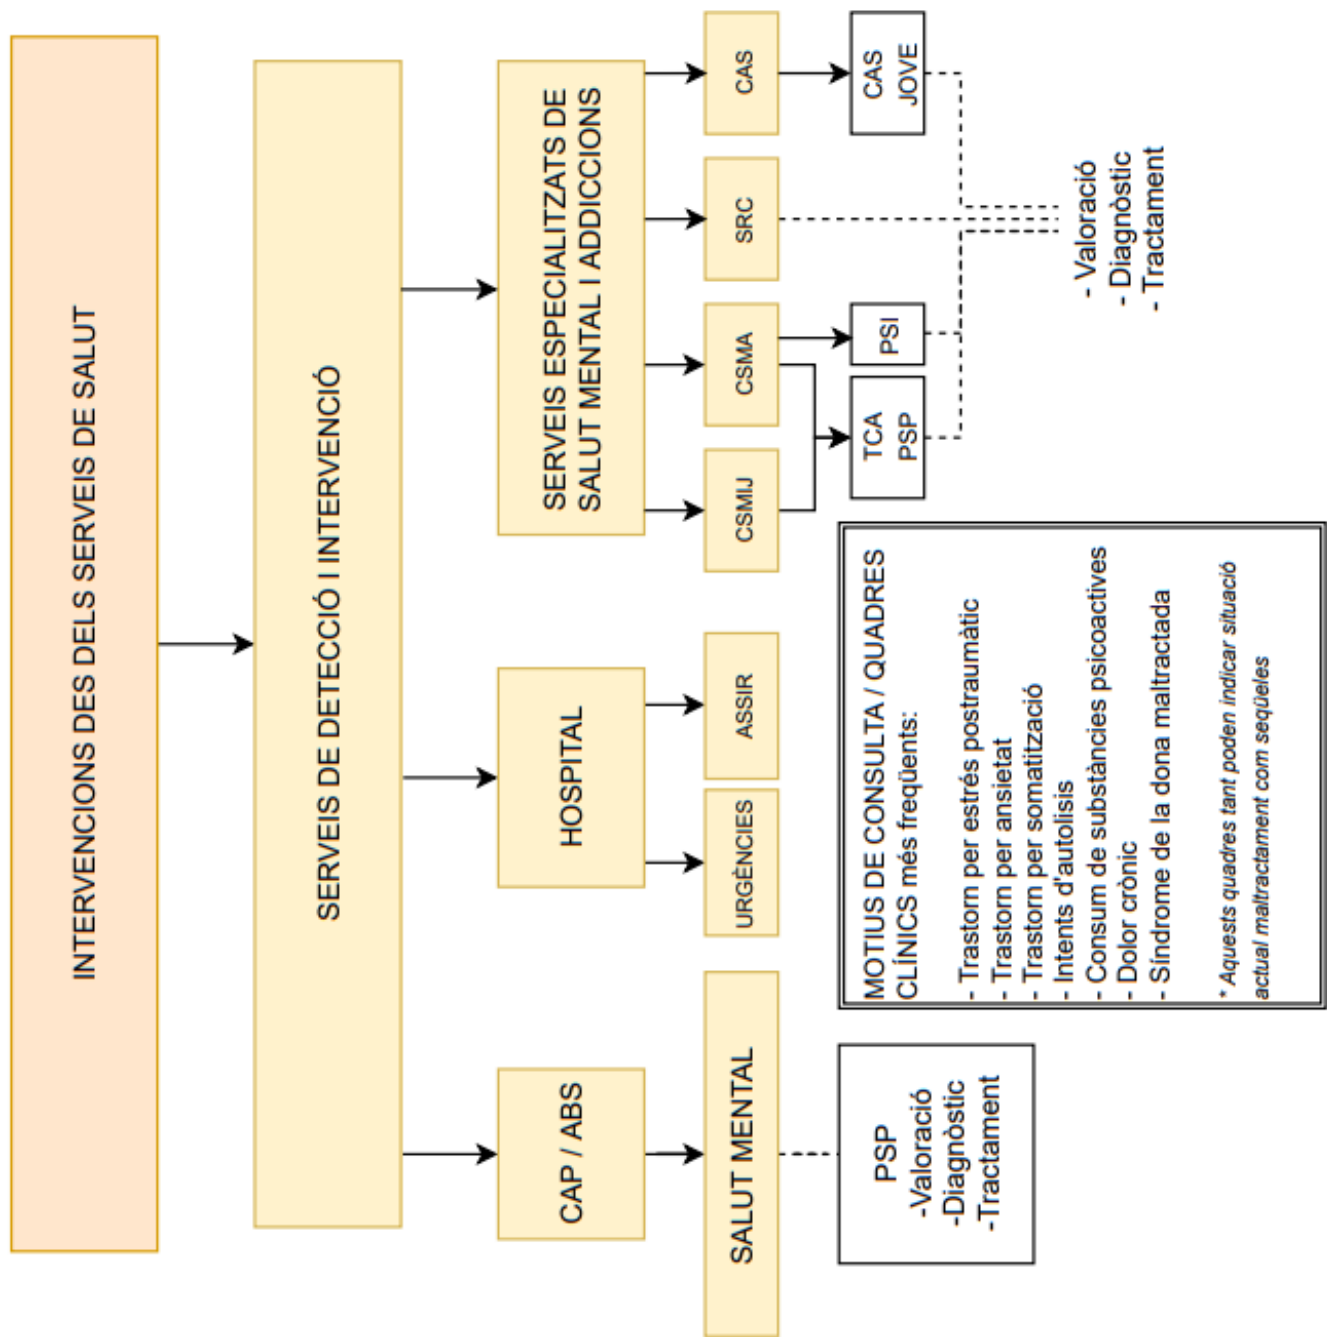 INTERVENCIONS DES DELS SERVEIS DE SALUT
SERVEIS DE DETECCIÓ I INTERVENCIÓ
CAP / ABS
HOSPITAL
SERVEIS ESPECIALITZATS DE
SALUT MENTAL I ADDICCIONS
SALUT MENTAL
URGÈNCIES
ASSIR
CSMIJ
CSMA
SRC
CAS
PSP
-Valoració
-Diagnòstic
-Tractament
MOTIUS DE CONSULTA / QUADRES
CLÍNICS més freqüents:
- Trastorn per estrés postraumàtic
- Trastorn per ansietat
- Trastorn per somatització
- Intents d'autolisis
- Consum de substàncies psicoactives
- Dolor crònic
- Síndrome de la dona maltractada
* Aquests quadres tant poden indicar situació
actual maltractament com seqüeles
TCA
PSP
PSI
CAS
JOVE
- Valoració
- Diagnòstic
- Tractament